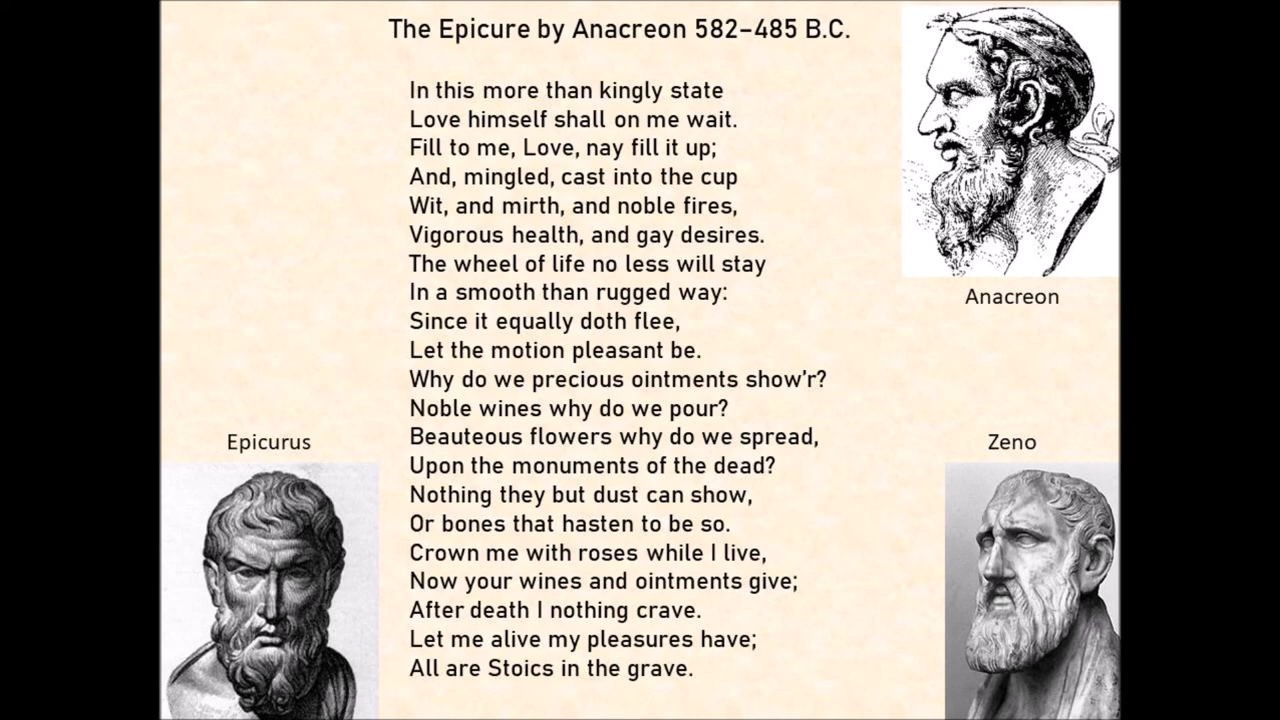 The Epicure by Anacreon 582–485 B.C.
In this more than kingly state
Love himself shall on me wait.
Fill to me, Love, nay fill it up;
And, mingled, cast into the cup
Wit, and mirth, and noble fires,
Vigorous health, and gay desires.
The wheel of life no less will stay
In a smooth than rugged way:
Since it equally doth flee,
Let the motion pleasant be.
Why do we precious ointments show'r?
Noble wines why do we pour?
Beauteous flowers why do we spread,
Upon the monuments of the dead?
Nothing they but dust can show,
Or bones that hasten to be so.
Crown me with roses while I live,
Now your wines and ointments give;
After death I nothing crave.
Let me alive my pleasures have;
All are Stoics in the grave.
Anacreon
Epicurus
Zeno